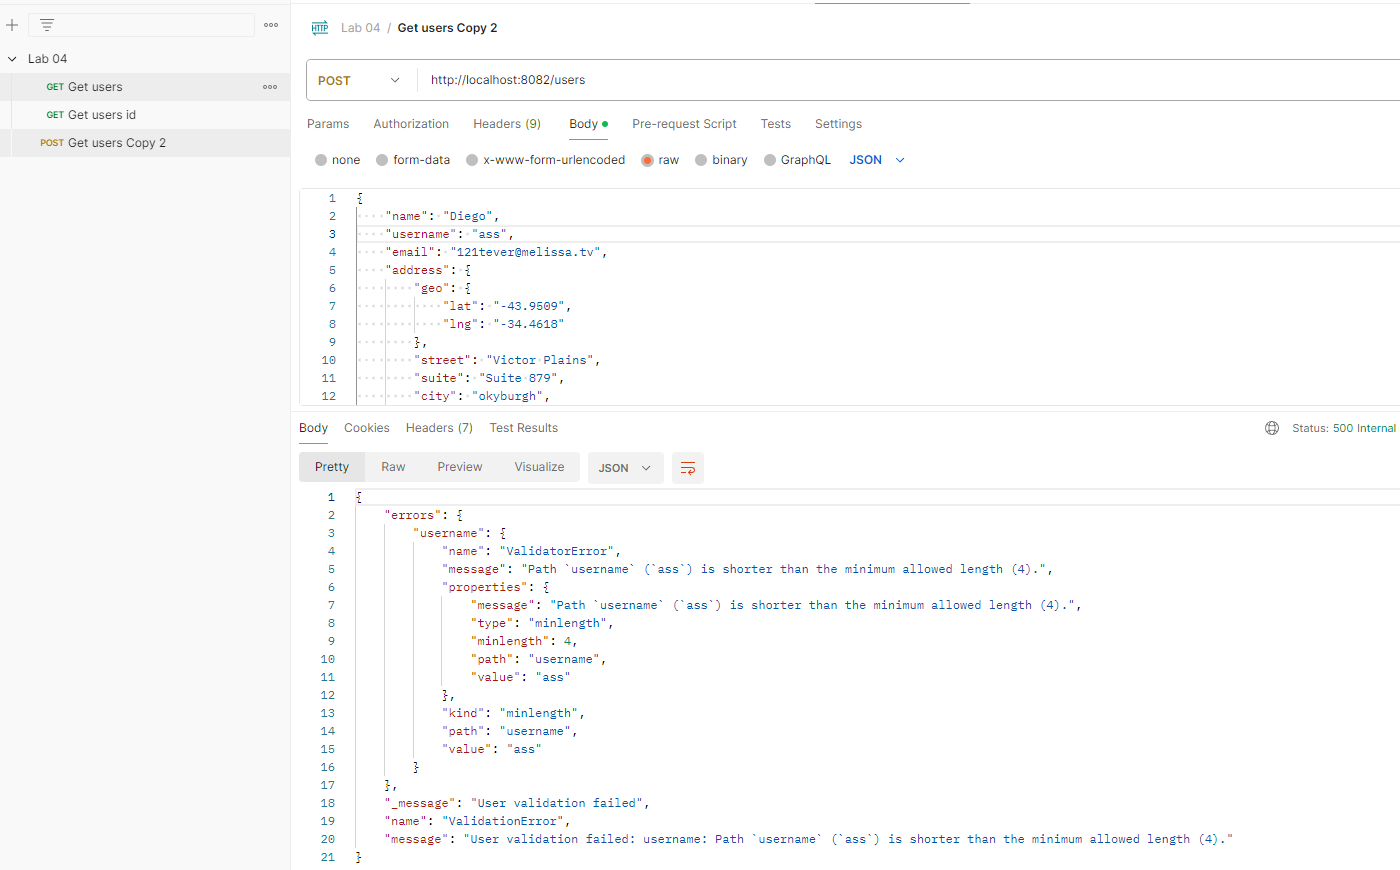 Lab 04 / Get users Copy 2
Lab 04
GET Get users
GET Get users id
POST Get users Copy 2
HTTP
POST http://localhost:8082/users
Params Authorization Headers (9) Body Pre-request Script Tests Settings
none form-data x-www-form-urlencoded raw binary GraphQL JSON
1 {
2 "name": "Diego",
3 "username": "ass",
4 "email": "121tever@melissa.tv",
5 "address": {
6 "geo": {
7 "lat": "-43.9509",
8 "lng": "-34.4618"
9 },
10 "street": "Victor Plains",
11 "suite": "Suite 879",
12 "city": "okyburgh",
Body Cookies Headers (7) Test Results Status: 500 Internal
Pretty Raw Preview Visualize JSON
1 {
2 "errors": {
3 "username": {
4 "name": "ValidatorError",
5 "message": "Path `username` (`ass`) is shorter than the minimum allowed length (4).",
6 "properties": {
7 "message": "Path `username` (`ass`) is shorter than the minimum allowed length (4).",
8 "type": "minlength",
9 "minlength": 4,
10 "path": "username",
11 "value": "ass"
12 },
13 "kind": "minlength",
14 "path": "username",
15 "value": "ass"
16 }
17 },
18 "_message": "User validation failed",
19 "name": "ValidationError",
20 "message": "User validation failed: username: Path `username` (`ass`) is shorter than the minimum allowed length (4)."
21 }